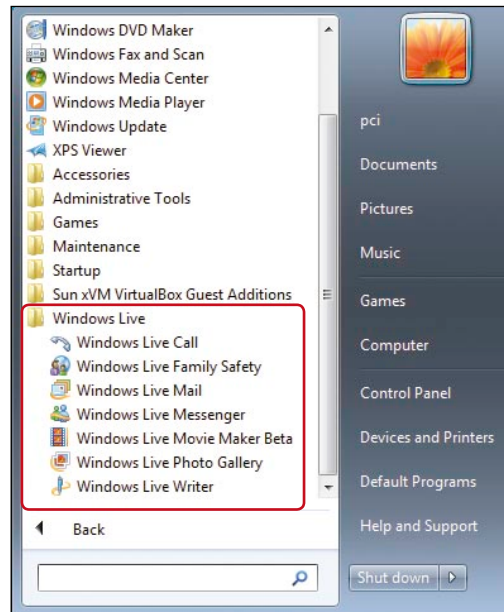 Windows DVD Maker
Windows Fax and Scan
Windows Media Center
Windows Media Player
Windows Update
XPS Viewer
Accessories
Administrative Tools
Games
Maintenance
Startup
Sun xVM VirtualBox Guest Additions
Windows Live
Windows Live Call
Windows Live Family Safety
Windows Live Mail
Windows Live Messenger
Windows Live Movie Maker Beta
Windows Live Photo Gallery
Windows Live Writer
Back
pci
Documents
Pictures
Music
Games
Computer
Control Panel
Devices and Printers
Default Programs
Help and Support
Shut down